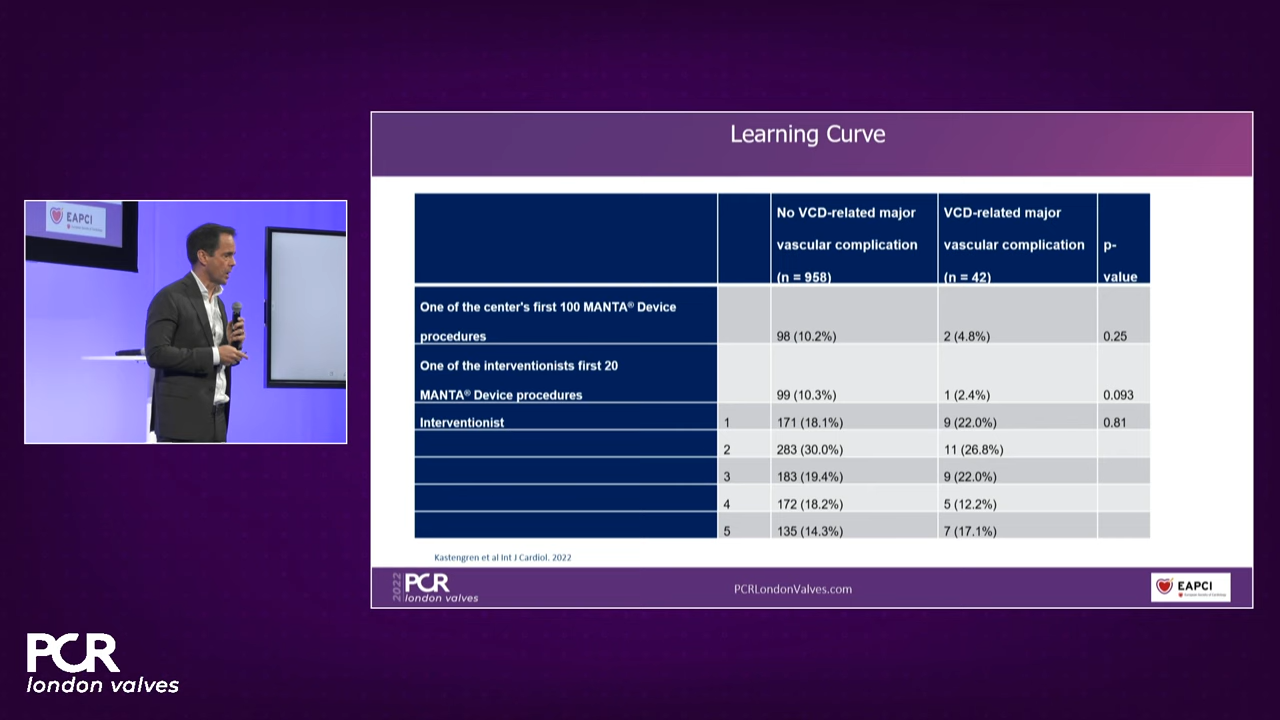 EAPCI
Learning Curve
No VCD-related major
vascular complication
(n = 958)
VCD-related major
vascular complication
(n = 42)
p-
value
One of the center's first 100 MANTA® Device
procedures
98 (10.2%)
2 (4.8%)
0.25
One of the interventionists first 20
MANTA® Device procedures
99 (10.3%)
1 (2.4%)
0.093
Interventionist
1
171 (18.1%)
9 (22.0%)
0.81
2
283 (30.0%)
11 (26.8%)
3
183 (19.4%)
9 (22.0%)
4
172 (18.2%)
5 (12.2%)
5
135 (14.3%)
7 (17.1%)
Kastengren et al Int J Cardiol. 2022
2022
PCR
london valves
PCRLondonValves.com
EAPCI
PCR
london valves